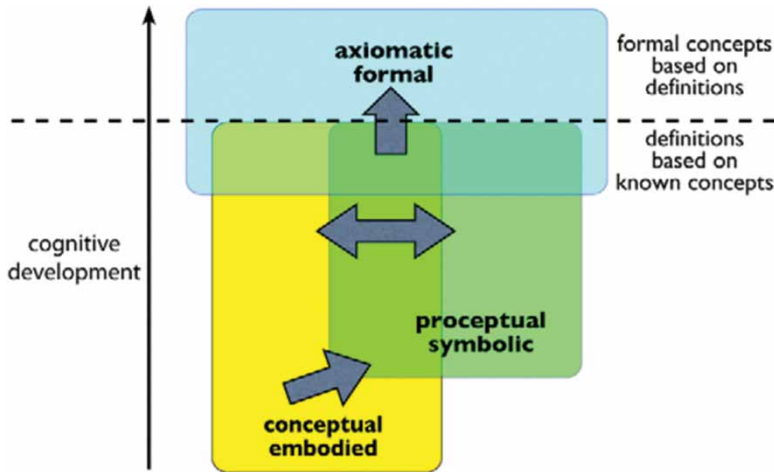 axiomatic
formal
formal concepts
based on
definitions
definitions
based on
known concepts
cognitive
development
proceptual
symbolic
conceptual
embodied